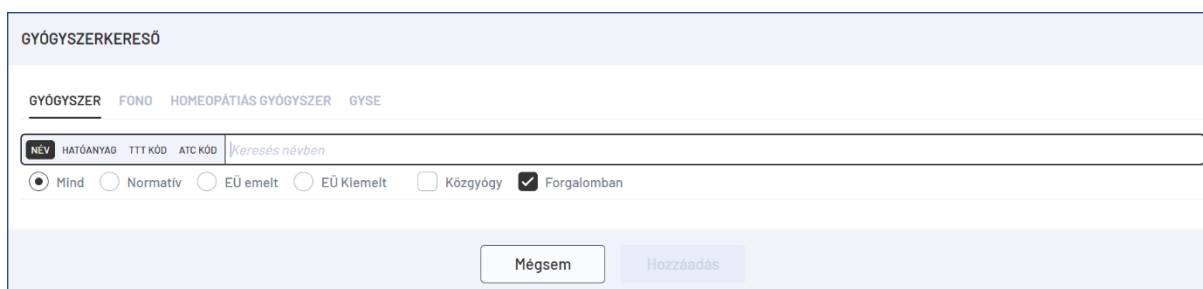 GYÓGYSZERKERESŐ
GYÓGYSZER FONO HOMEOPÁTIÁS GYÓGYSZER GYSE
NÉV HATÓANYAG TTT KÓD ATC KÓD Keresés névben
Mind Normatív EÜ emelt EÜ Kiemelt Közgyógy Forgalomban
Mégsem Hozzáadás